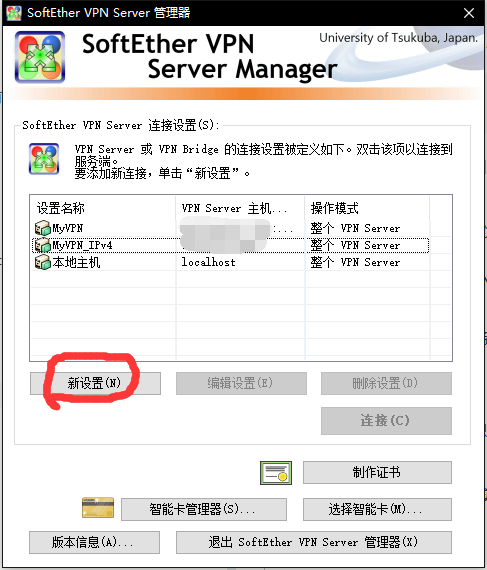 SoftEther VPN Server 管理器
SoftEther VPN
Server Manager
University of Tsukuba, Japan.
SoftEther VPN Server 连接设置(S):
VPN Server 或 VPN Bridge 的连接设置被定义如下。双击该项以连接到
服务端。
要添加新连接，单击“新设置”。
设置名称 VPN Server 主机... 操作模式
MyVPN :... 整个 VPN Server
MyVPN_IPv4 整个 VPN Server
本地主机 localhost 整个 VPN Server
新设置(N) 编辑设置(E) 删除设置(D)
连接(C)
制作证书
智能卡管理器(S)... 选择智能卡(M)...
版本信息(A)... 退出 SoftEther VPN Server 管理器(X)